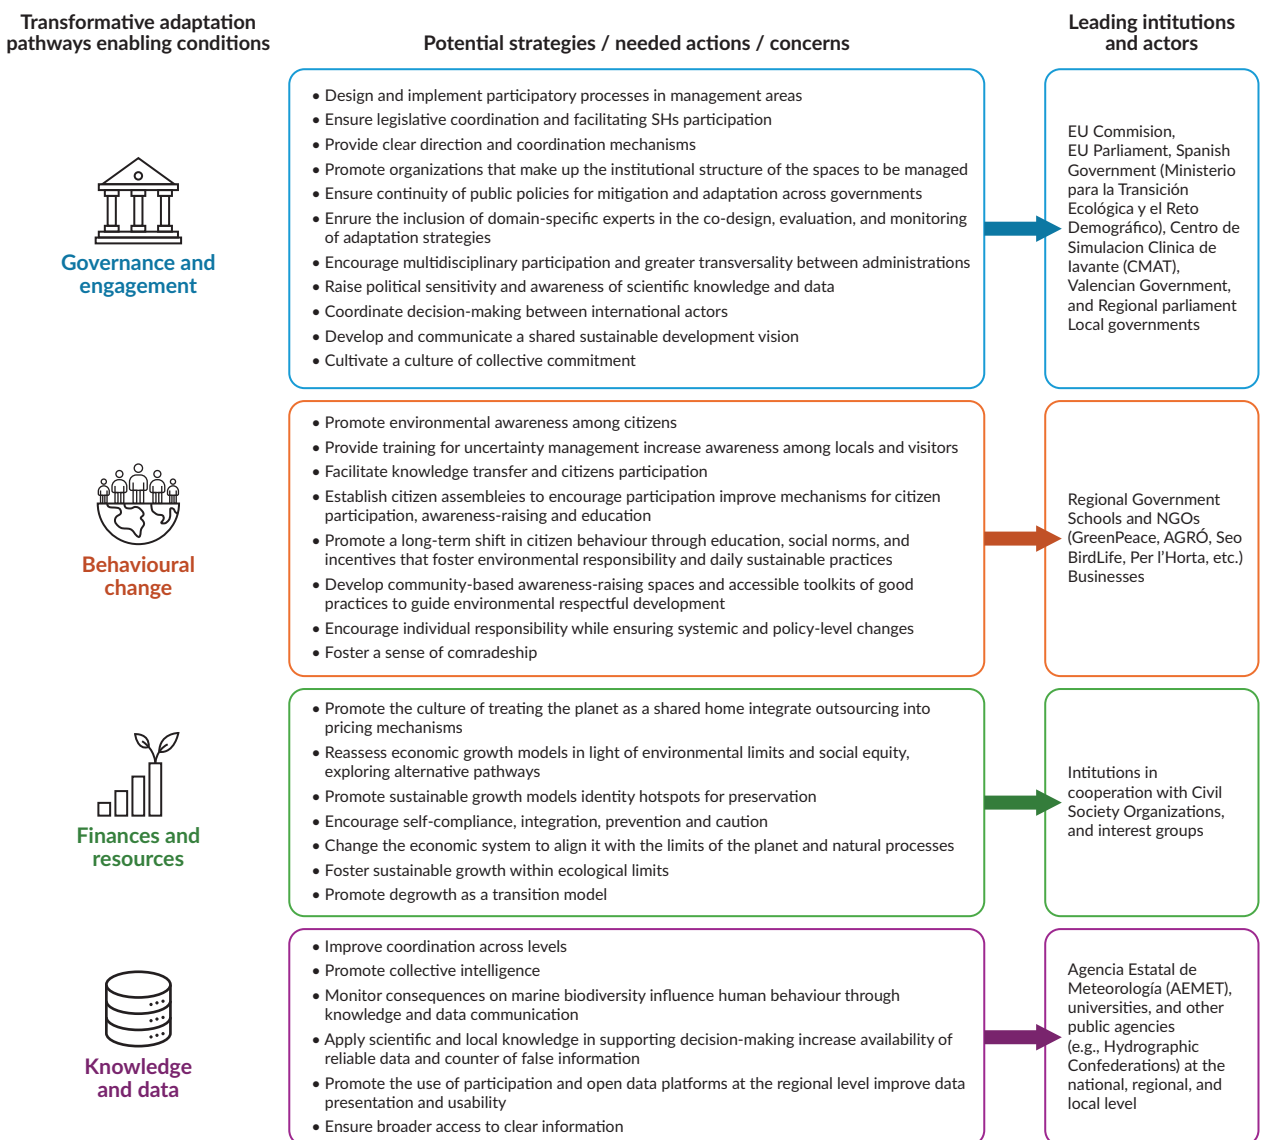 Transformative adaptation
pathways enabling conditions
Potential strategies / needed actions / concerns
Leading intitutions
and actors
Governance and
engagement
• Design and implement participatory processes in management areas
• Ensure legislative coordination and facilitating SHs participation
• Provide clear direction and coordination mechanisms
• Promote organizations that make up the institutional structure of the spaces to be managed
• Ensure continuity of public policies for mitigation and adaptation across governments
• Enrure the inclusion of domain-specific experts in the co-design, evaluation, and monitoring
of adaptation strategies
• Encourage multidisciplinary participation and greater transversality between administrations
• Raise political sensitivity and awareness of scientific knowledge and data
• Coordinate decision-making between international actors
• Develop and communicate a shared sustainable development vision
• Cultivate a culture of collective commitment
EU Commision,
EU Parliament, Spanish
Government (Ministerio
para la Transición
Ecológica y el Reto
Demográfico), Centro de
Simulacion Clinica de
lavante (CMAT),
Valencian Government,
and Regional parliament
Local governments
Behavioural
change
• Promote environmental awareness among citizens
• Provide training for uncertainty management increase awareness among locals and visitors
• Facilitate knowledge transfer and citizens participation
• Establish citizen assembleies to encourage participation improve mechanisms for citizen
participation, awareness-raising and education
• Promote a long-term shift in citizen behaviour through education, social norms, and
incentives that foster environmental responsibility and daily sustainable practices
• Develop community-based awareness-raising spaces and accessible toolkits of good
practices to guide environmental respectful development
• Encourage individual responsibility while ensuring systemic and policy-level changes
• Foster a sense of comradeship
Regional Government
Schools and NGOs
(GreenPeace, AGRÓ, Seo
BirdLife, Per l'Horta, etc.)
Businesses
Finances and
resources
• Promote the culture of treating the planet as a shared home integrate outsourcing into
pricing mechanisms
• Reassess economic growth models in light of environmental limits and social equity,
exploring alternative pathways
• Promote sustainable growth models identity hotspots for preservation
• Encourage self-compliance, integration, prevention and caution
• Change the economic system to align it with the limits of the planet and natural processes
• Foster sustainable growth within ecological limits
• Promote degrowth as a transition model
Intitutions in
cooperation with Civil
Society Organizations,
and interest groups
Knowledge
and data
• Improve coordination across levels
• Promote collective intelligence
• Monitor consequences on marine biodiversity influence human behaviour through
knowledge and data communication
• Apply scientific and local knowledge in supporting decision-making increase availability of
reliable data and counter of false information
• Promote the use of participation and open data platforms at the regional level improve data
presentation and usability
• Ensure broader access to clear information
Agencia Estatal de
Meteorología (AEMET),
universities, and other
public agencies
(e.g., Hydrographic
Confederations) at the
national, regional, and
local level